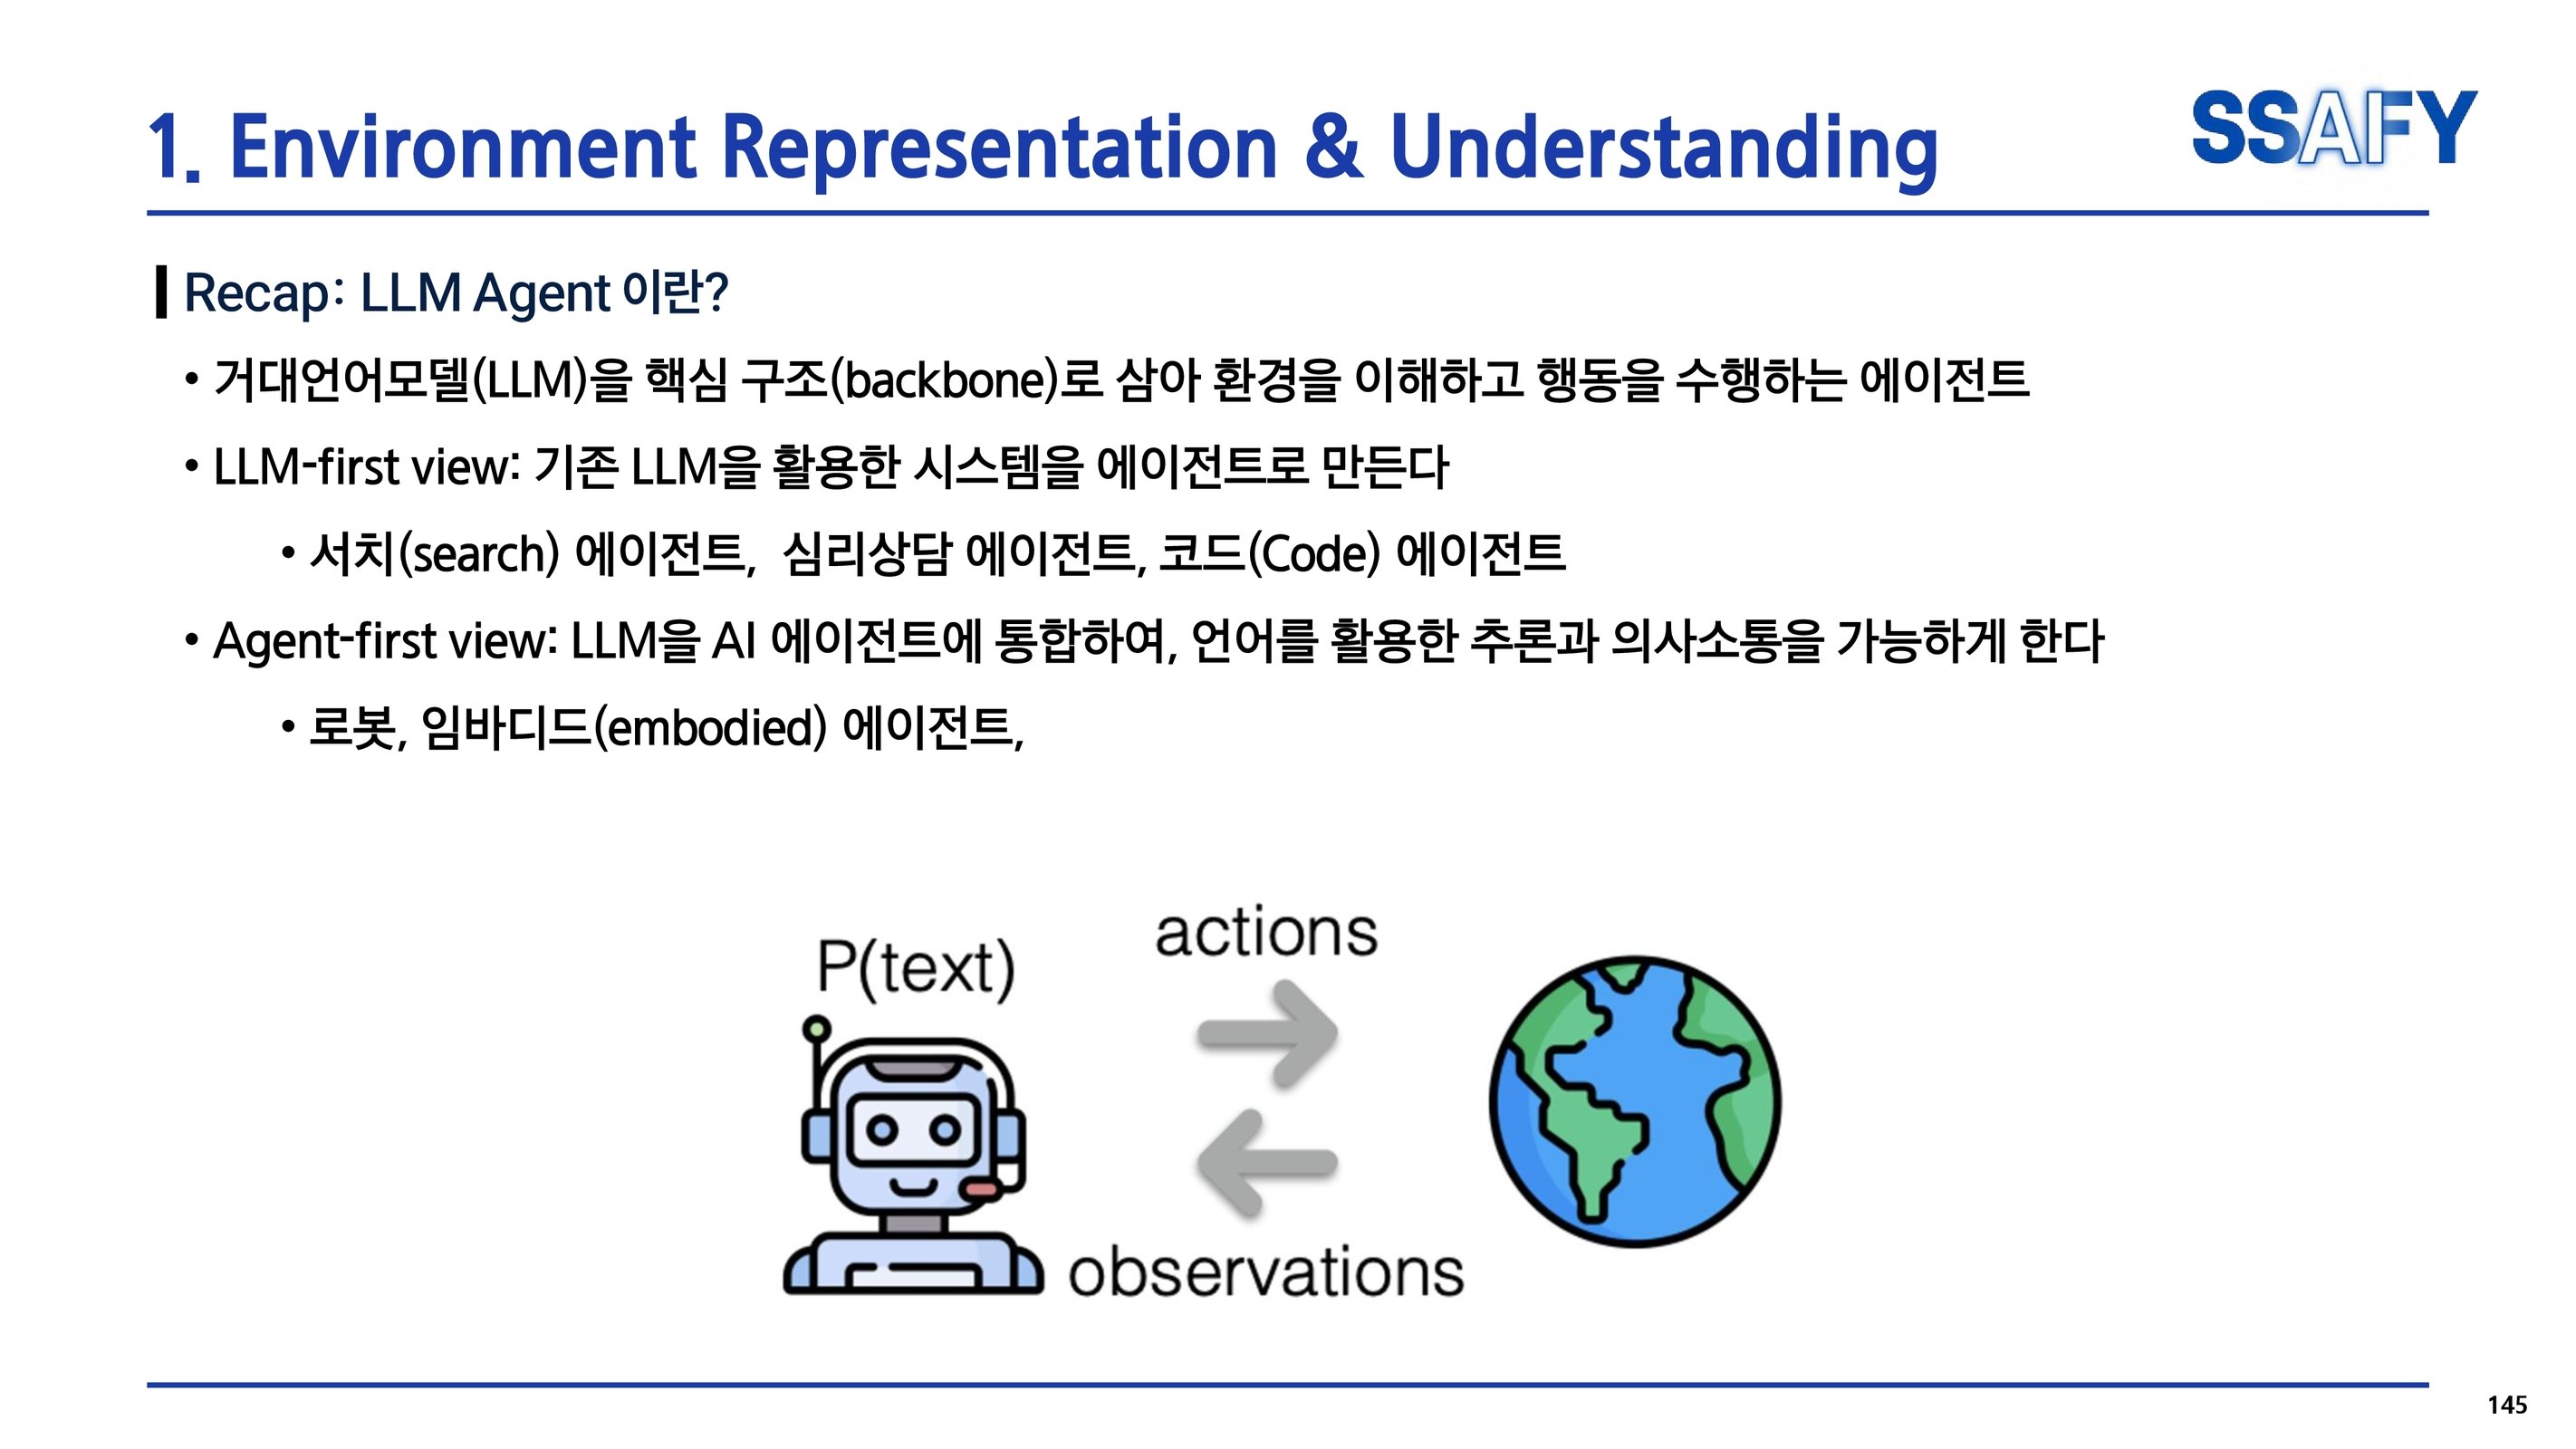 1. Environment Representation & Understanding
SSAFY
Recap: LLM Agent 이란?
• 거대언어모델(LLM)을 핵심 구조(backbone)로 삼아 환경을 이해하고 행동을 수행하는 에이전트
• LLM-first view: 기존 LLM을 활용한 시스템을 에이전트로 만든다
• 서치(search) 에이전트, 심리상담 에이전트, 코드(Code) 에이전트
• Agent-first view: LLM을 AI 에이전트에 통합하여, 언어를 활용한 추론과 의사소통을 가능하게 한다
• 로봇, 임바디드(embodied) 에이전트,
P(text)
actions
observations
145